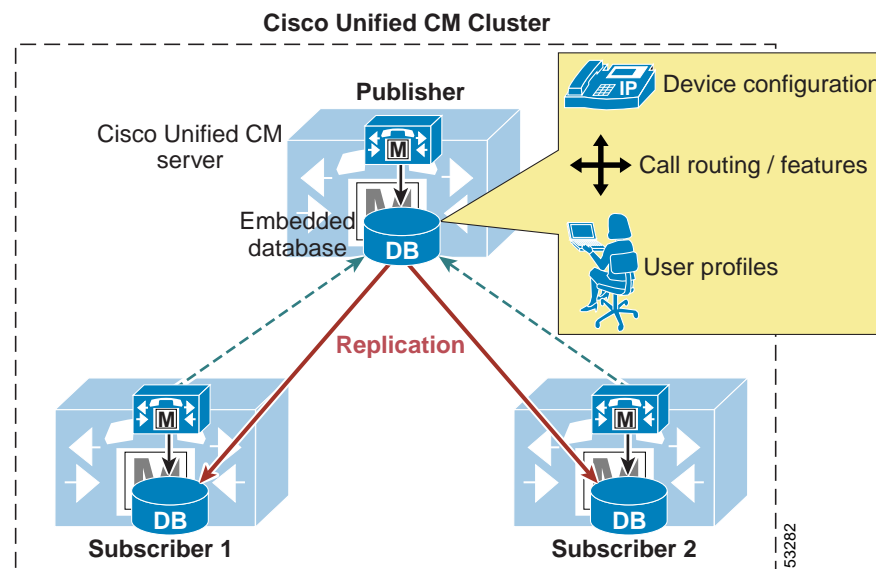 Cisco Unified CM Cluster
Publisher
Cisco Unified CM
server
M
Embedded
database
DB
IP
Device configuration
Call routing / features
User profiles
Replication
M
DB
Subscriber 1
M
DB
Subscriber 2
53282